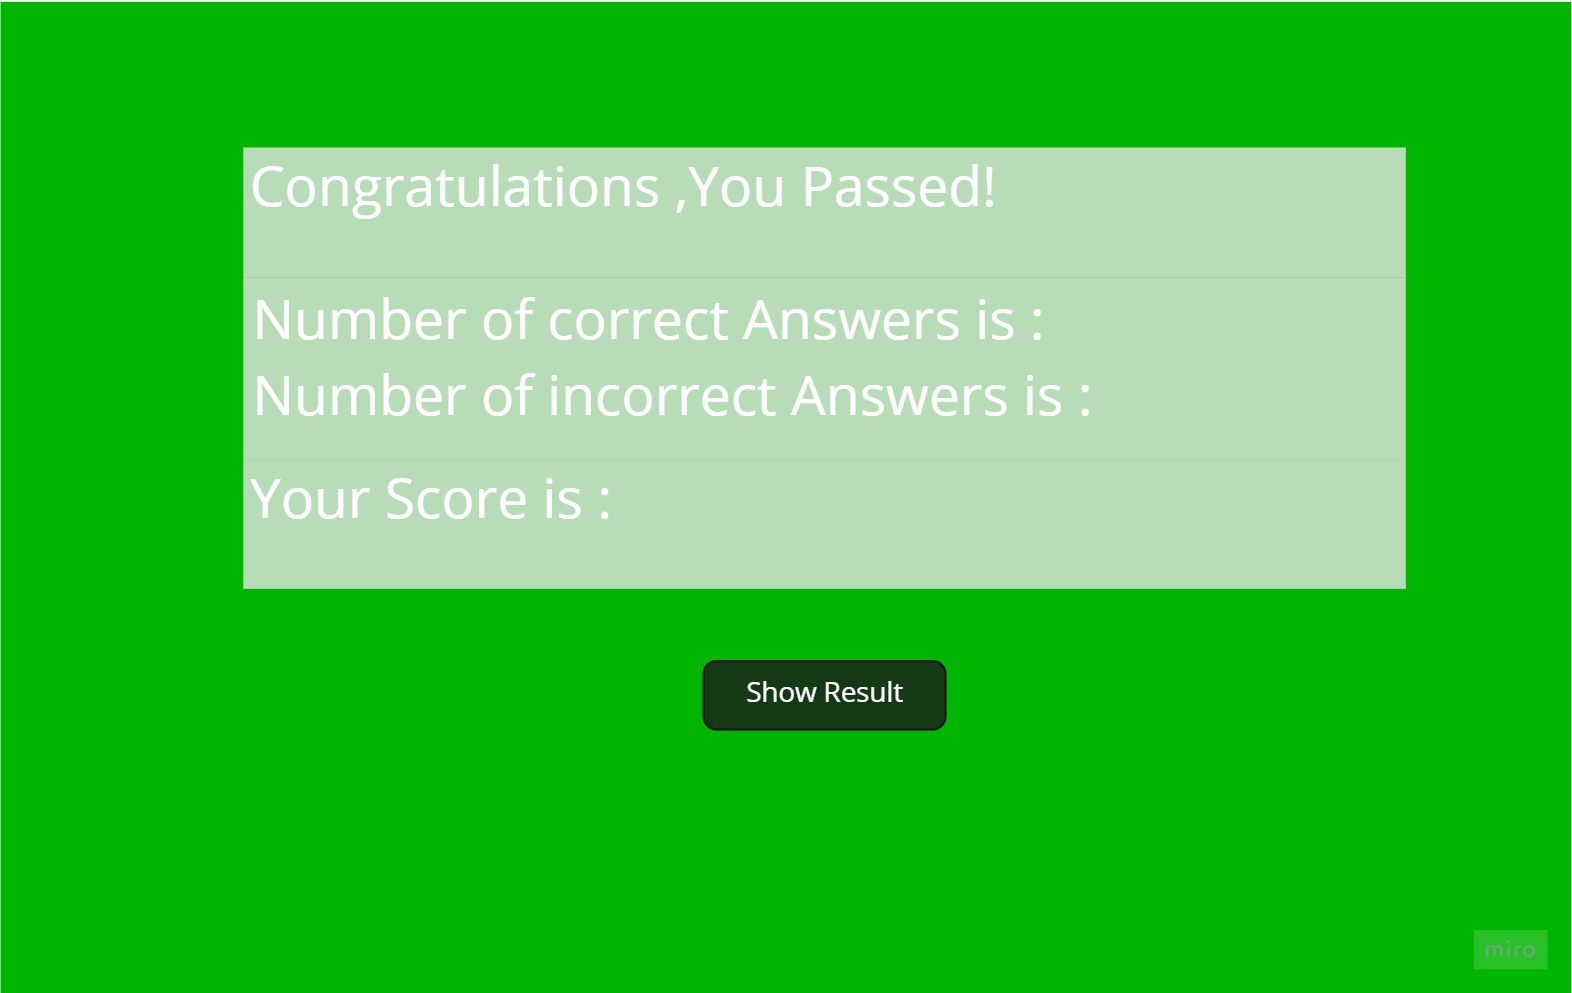 Congratulations ,You Passed!
Number of correct Answers is :
Number of incorrect Answers is :
Your Score is :
Show Result
miro